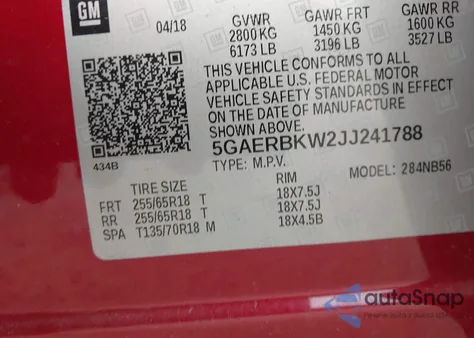 GM
04/18
GVWR GAWR FRT GAWR RR
2800 KG 1450 KG 1600 KG
6173 LB 3196 LB 3527 LB
THIS VEHICLE CONFORMS TO ALL
APPLICABLE U.S. FEDERAL MOTOR
VEHICLE SAFETY STANDARDS IN EFFECT
ON THE DATE OF MANUFACTURE
SHOWN ABOVE.
434B
5GAERBKW2JJ241788
TYPE: M.P.V. MODEL: 284NB56
TIRE SIZE RIM
FRT 255/65R18 T 18X7.5J
RR 255/65R18 T 18X7.5J
SPA T135/70R18 M 18X4.5B
autoSnap